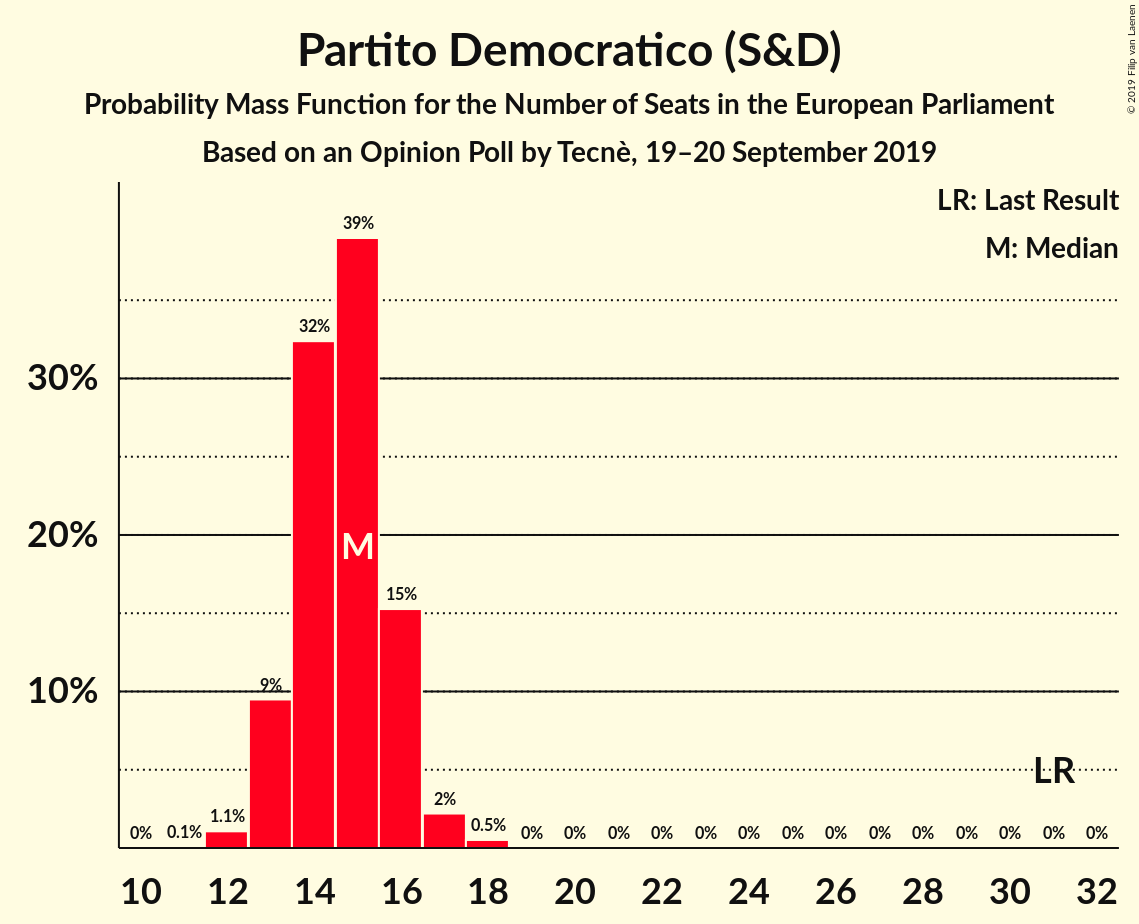 Partito Democratico (S&D)
Probability Mass Function for the Number of Seats in the European Parliament
Based on an Opinion Poll by Tecnè, 19–20 September 2019
© 2019 Filip van Laenen
LR: Last Result
M: Median
39%
32%
30%
20%
M
15%
10%
9%
LR
2%
1.1%
0.5%
0% 0.1% 0% 0% 0% 0% 0% 0% 0% 0% 0% 0% 0% 0% 0% 0%
10 12 14 16 18 20 22 24 26 28 30 32